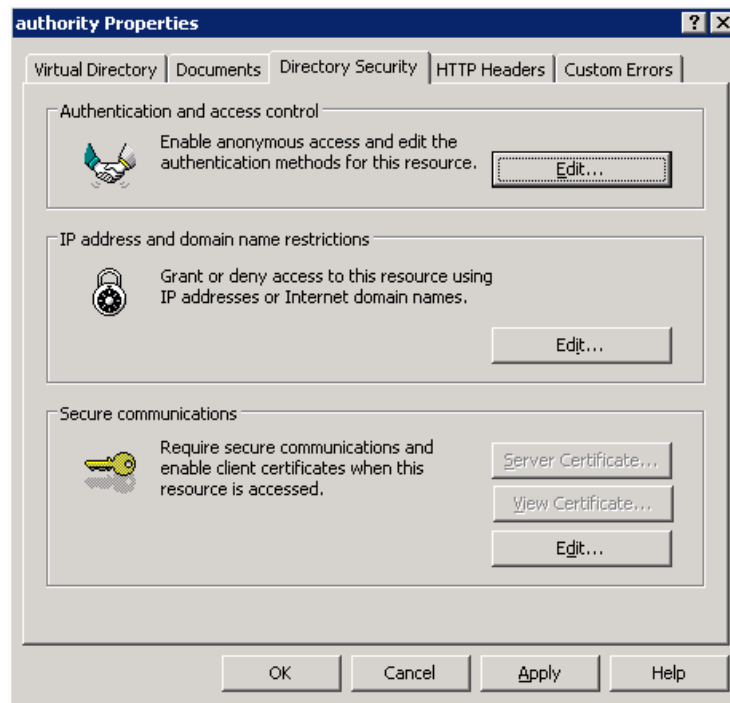 authority Properties
Virtual Directory Documents Directory Security HTTP Headers Custom Errors
Authentication and access control
Enable anonymous access and edit the
authentication methods for this resource.
Edit...
IP address and domain name restrictions
Grant or deny access to this resource using
IP addresses or Internet domain names.
Edit...
Secure communications
Require secure communications and
enable client certificates when this
resource is accessed.
Server Certificate...
View Certificate...
Edit...
OK Cancel Apply Help